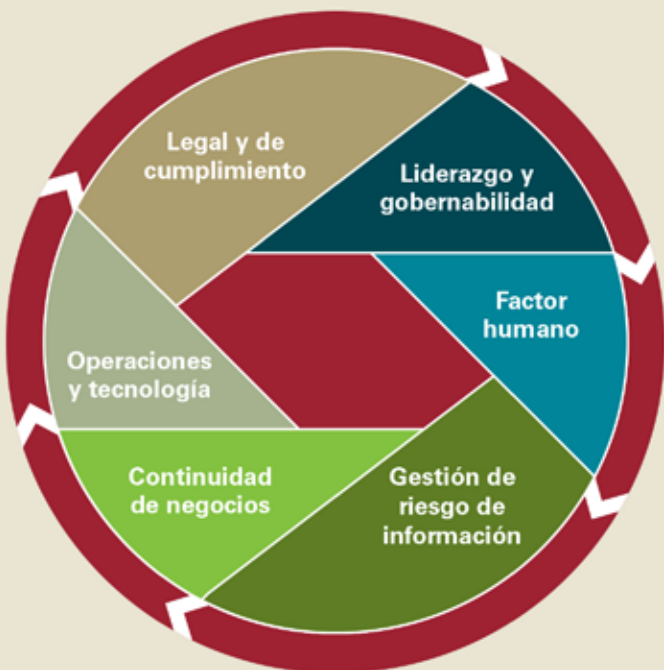 Legal y de
cumplimiento
Liderazgo y
gobernabilidad
Factor
humano
Gestión de
riesgo de
información
Continuidad
de negocios
Operaciones
y tecnología